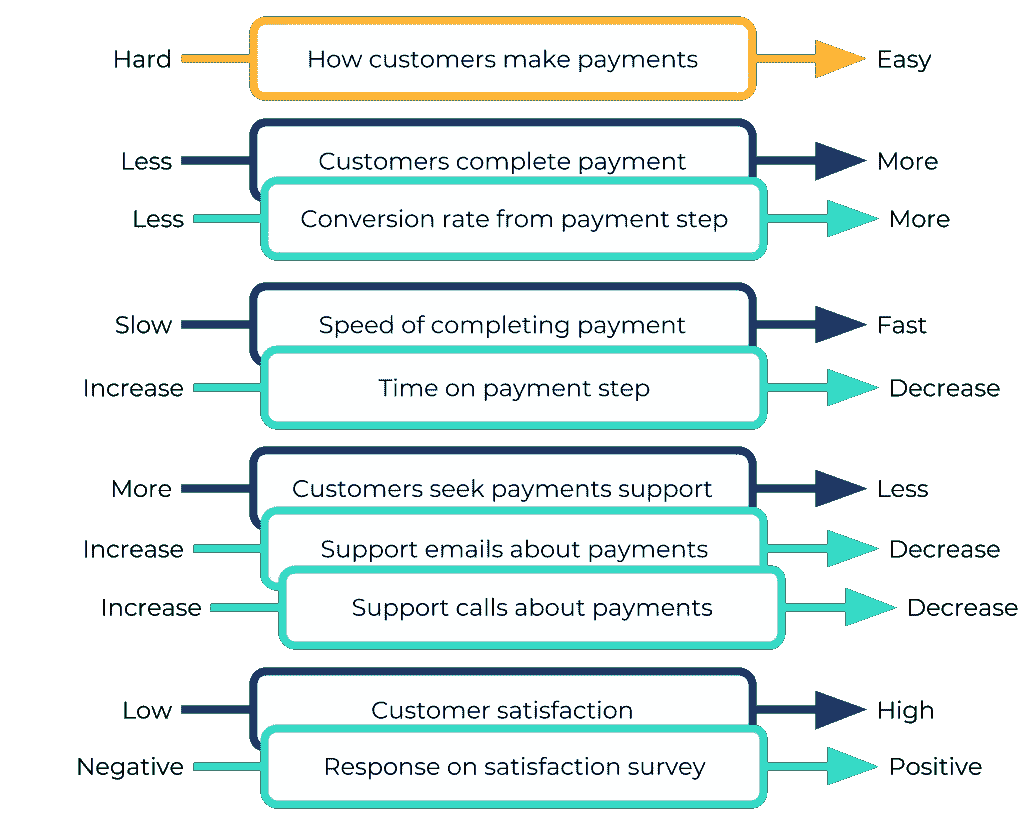 Hard How customers make payments Easy
Less Customers complete payment More
Less Conversion rate from payment step More
Slow Speed of completing payment Fast
Increase Time on payment step Decrease
More Customers seek payments support Less
Increase Support emails about payments Decrease
Increase Support calls about payments Decrease
Low Customer satisfaction High
Negative Response on satisfaction survey Positive